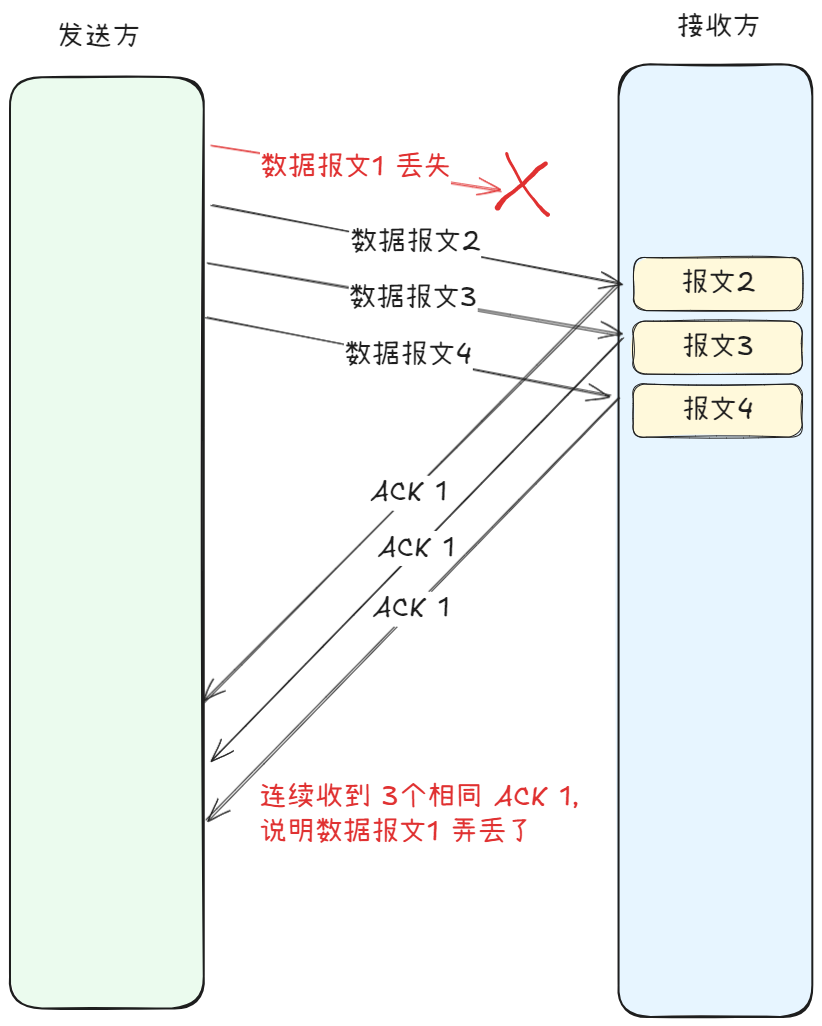 发送方
接收方
数据报文1 丢失
数据报文2
报文2
数据报文3
报文3
数据报文4
报文4
ACK 1
ACK 1
ACK 1
连续收到 3个相同 ACK 1,
说明数据报文1 弄丢了